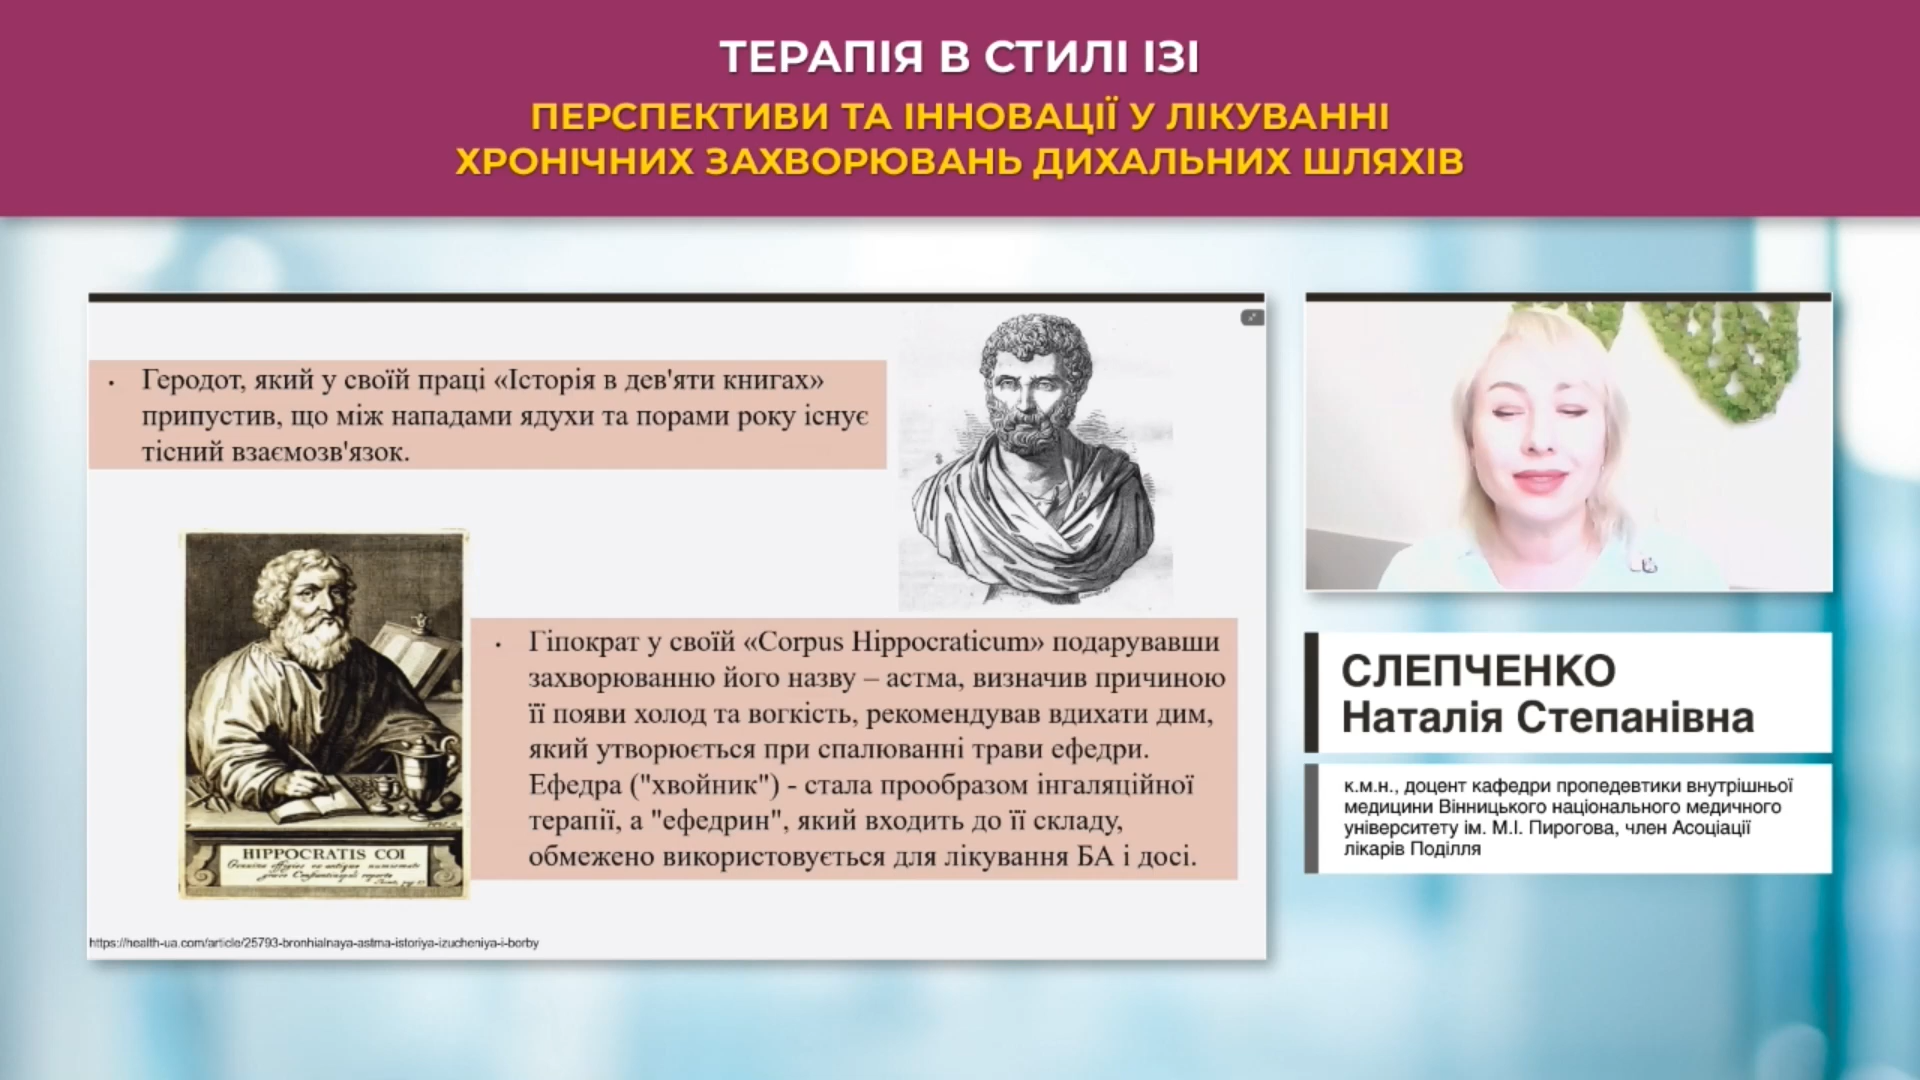 ТЕРАПІЯ В СТИЛІ ІЗІ
ПЕРСПЕКТИВИ ТА ІННОВАЦІЇ У ЛІКУВАННІ
ХРОНІЧНИХ ЗАХВОРЮВАНЬ ДИХАЛЬНИХ ШЛЯХІВ
• Геродот, який у своїй праці «Історія в дев'яти книгах»
припустив, що між нападами ядухи та порами року існує
тісний взаємозв'язок.
• Гіпократ у своїй «Corpus Hippocraticum» подарувавши
захворюванню його назву – астма, визначив причиною
її появи холод та вогкість, рекомендував вдихати дим,
який утворюється при спалюванні трави ефедри.
Ефедра ("хвойник") - стала прообразом інгаляційної
терапії, а "ефедрин", який входить до її складу,
обмежено використовується для лікування БА і досі.
HIPPOCRATIS COI
https://health-ua.com/article/25793-bronhialnaya-astma-istoriya-izucheniya-i-borby
СЛЕПЧЕНКО
Наталія Степанівна
к.м.н., доцент кафедри пропедевтики внутрішньої
медицини Вінницького національного медичного
університету ім. М.І. Пирогова, член Асоціації
лікарів Поділля